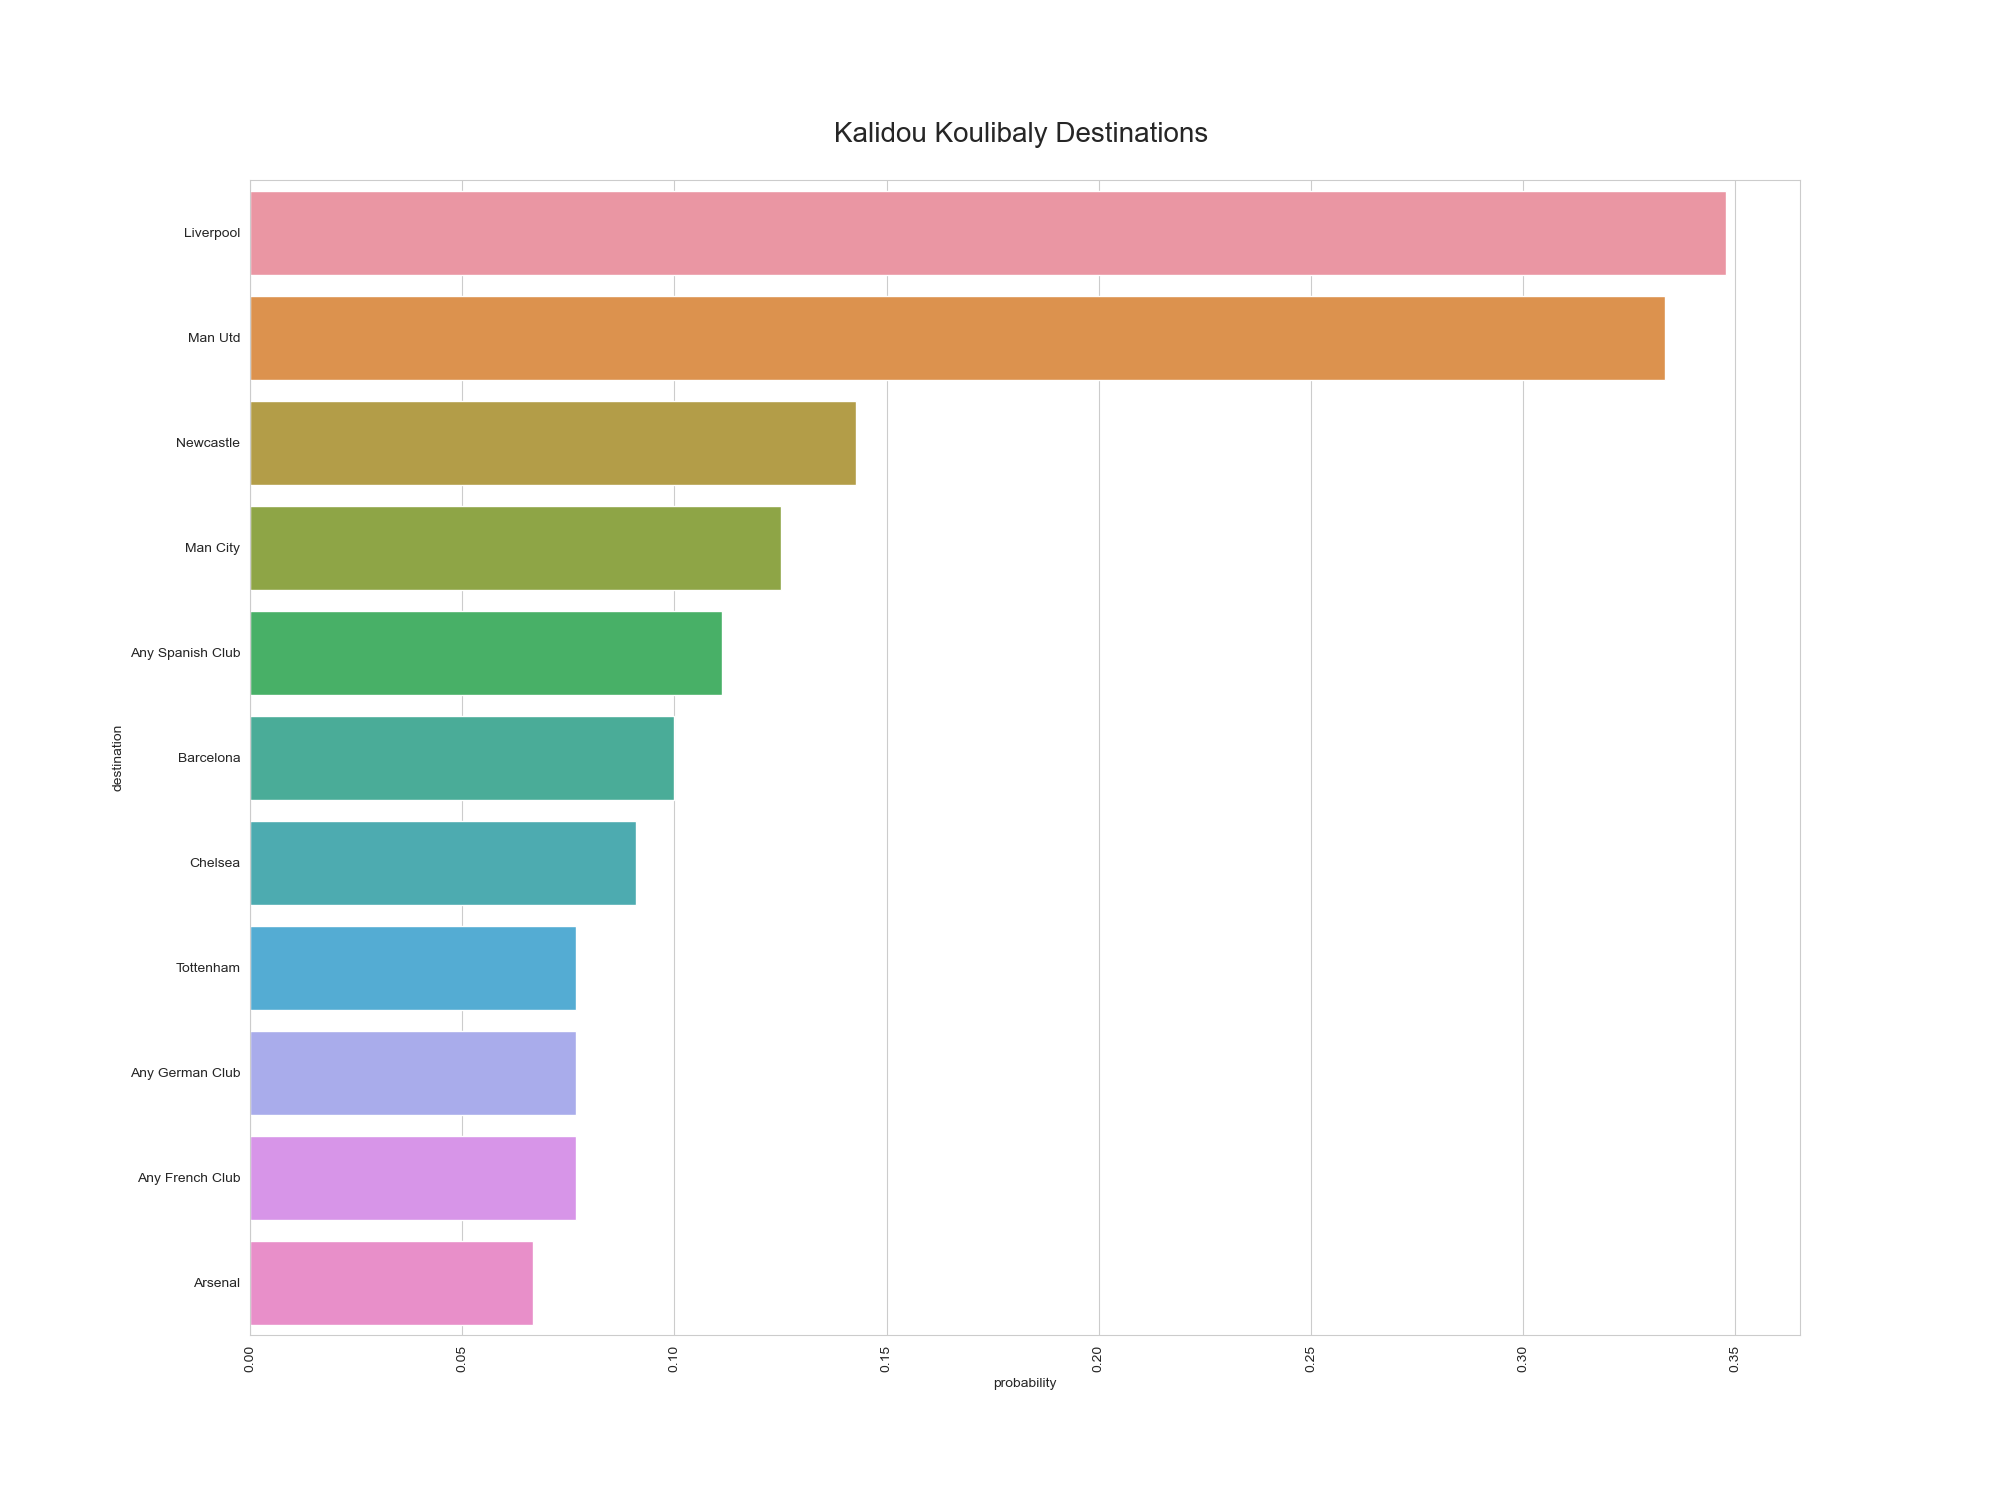 Kalidou Koulibaly Destinations
Liverpool
Man Utd
Newcastle
Man City
Any Spanish Club
Barcelona
Chelsea
Tottenham
Any German Club
Any French Club
Arsenal
destination
0.00
0.05
0.10
0.15
0.20
0.25
0.30
0.35
probability